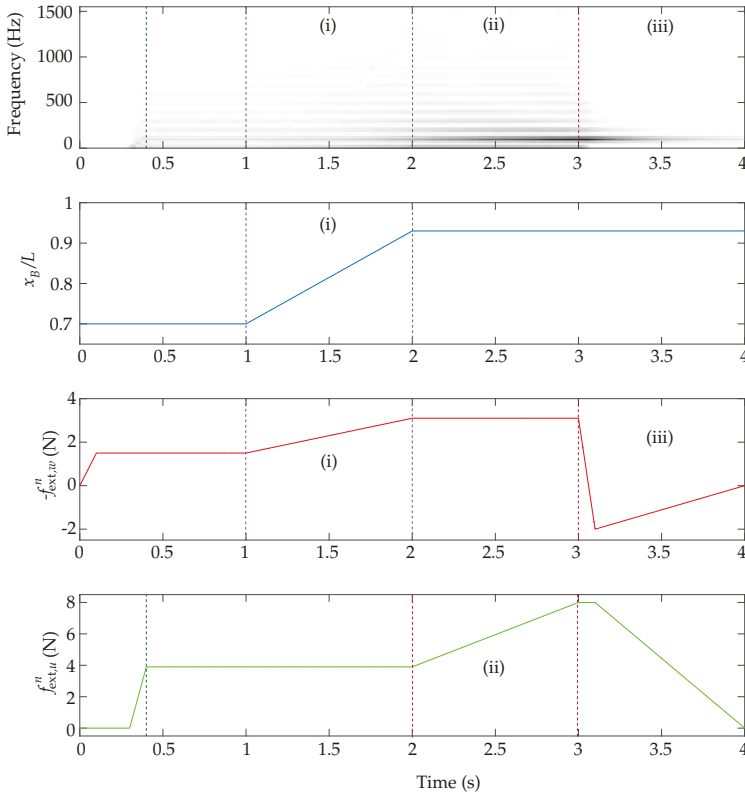 1500
1000
500
0
Frequency (Hz)
(i)
(ii)
(iii)
0 0.5 1 1.5 2 2.5 3 3.5 4
1
0.9
0.8
0.7
x_B/L
(i)
0 0.5 1 1.5 2 2.5 3 3.5 4
4
2
0
-2
-f^n_{ext,w} (N)
(i)
(iii)
0 0.5 1 1.5 2 2.5 3 3.5 4
8
4
0
f^n_{ext,u} (N)
(ii)
0 0.5 1 1.5 2 2.5 3 3.5 4
Time (s)